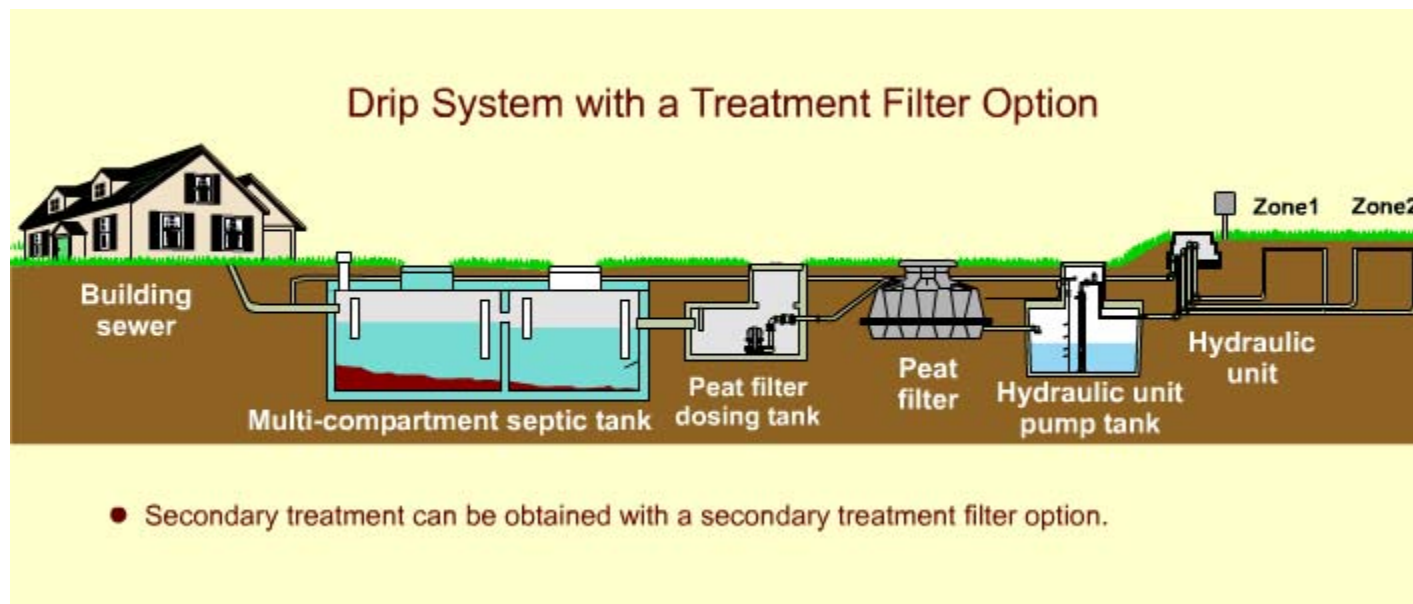 Drip System with a Treatment Filter Option
Zone1
Zone2
Building
sewer
Multi-compartment septic tank
Peat filter
dosing tank
Peat
filter
Hydraulic unit
pump tank
Hydraulic
unit
Secondary treatment can be obtained with a secondary treatment filter option.